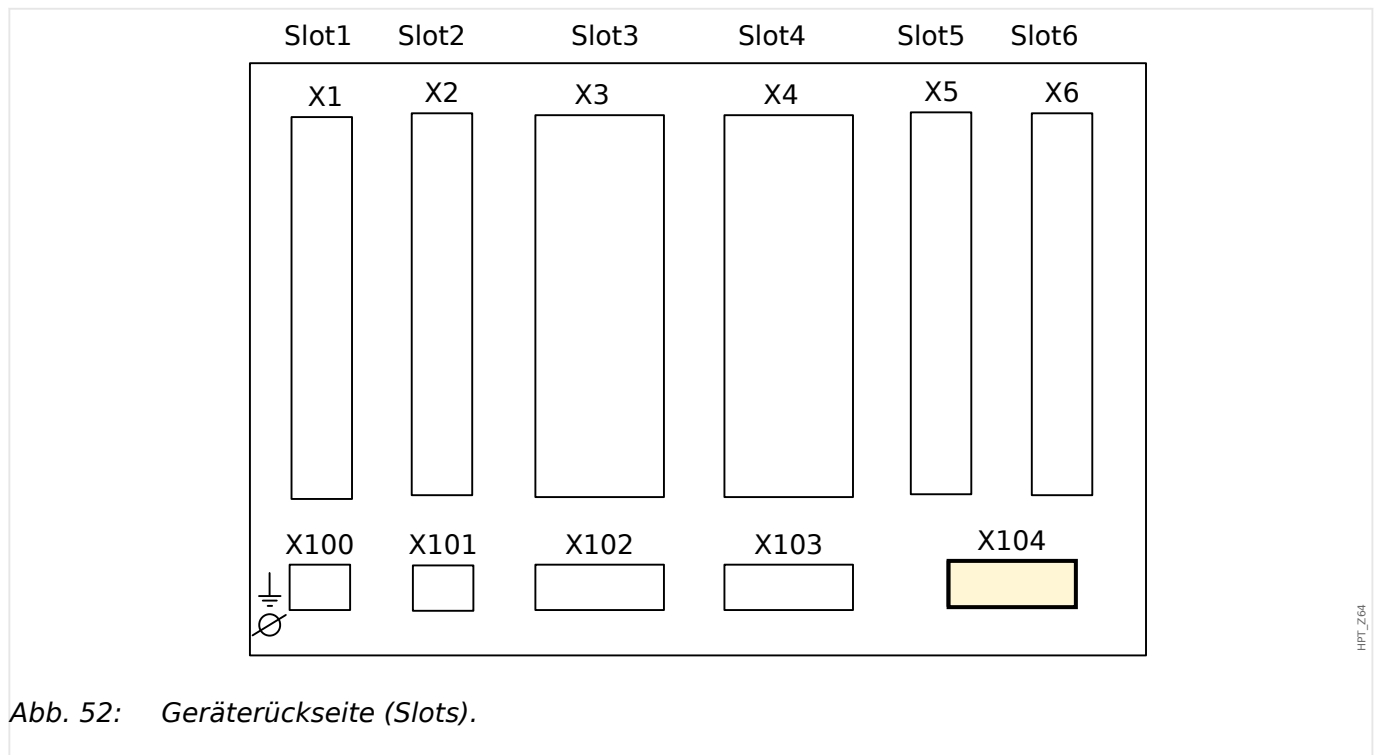 Slot1 Slot2 Slot3 Slot4 Slot5 Slot6
X1 X2 X3 X4 X5 X6
X100 X101 X102 X103 X104
HPT_Z64
Abb. 52: Geräterückseite (Slots).